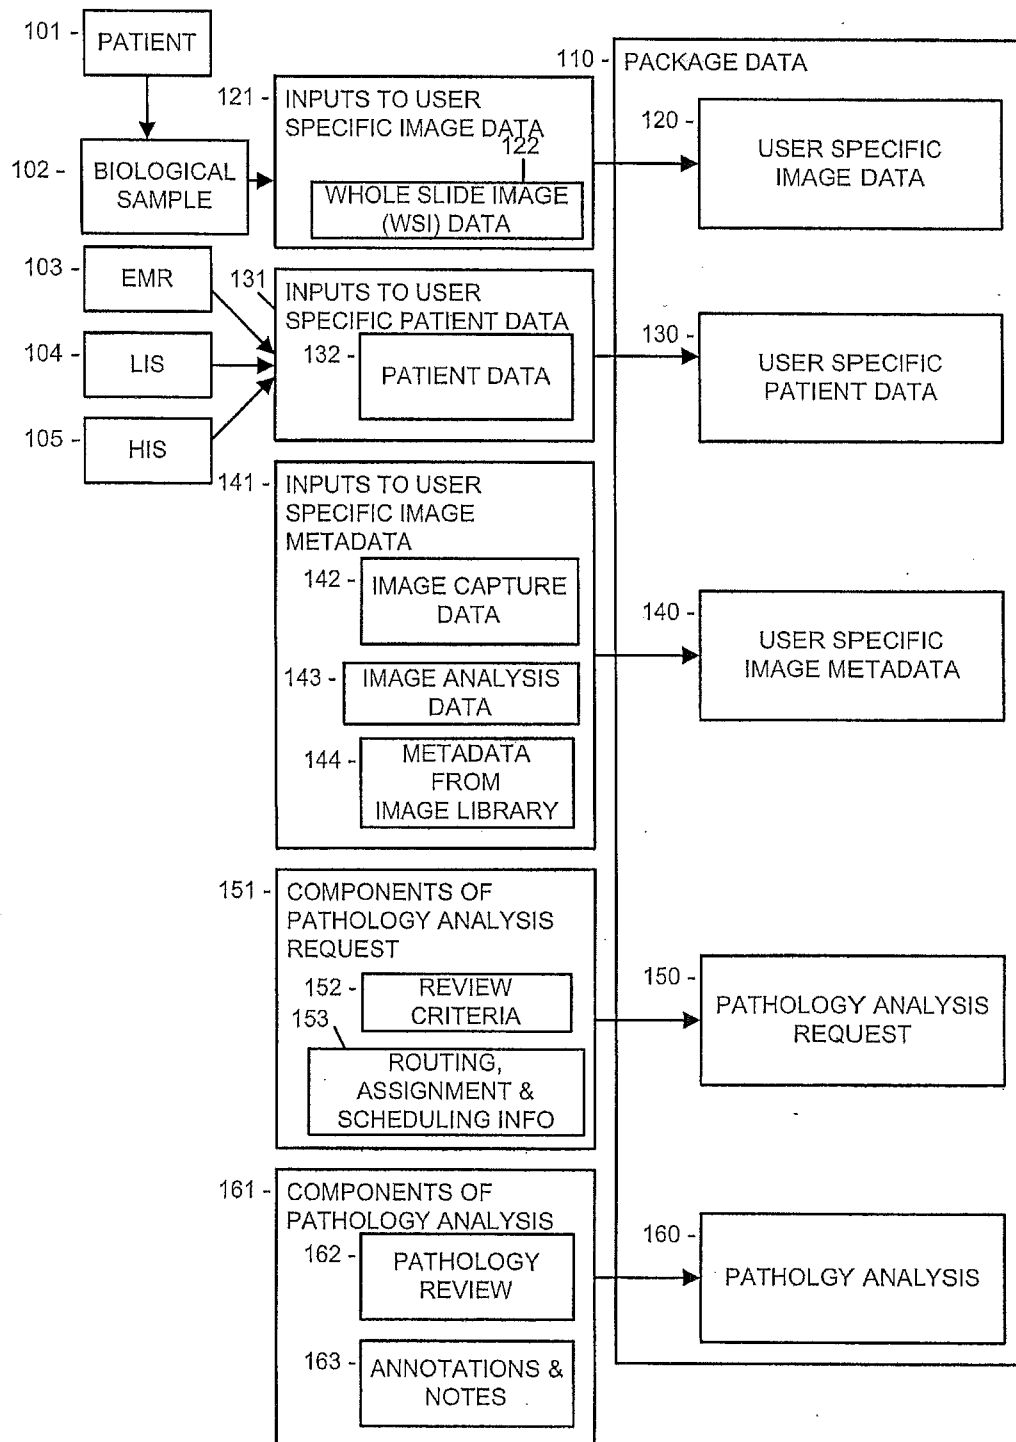 101 - PATIENT
110 - PACKAGE DATA
121 - INPUTS TO USER
SPECIFIC IMAGE DATA
122
WHOLE SLIDE IMAGE
(WSI) DATA
120 -
USER SPECIFIC
IMAGE DATA
102 -
BIOLOGICAL
SAMPLE
103 -
EMR
131
INPUTS TO USER
SPECIFIC PATIENT DATA
132 -
PATIENT DATA
130 -
USER SPECIFIC
PATIENT DATA
104 -
LIS
105 -
HIS
141 - INPUTS TO USER
SPECIFIC IMAGE
METADATA
142 -
IMAGE CAPTURE
DATA
140 -
USER SPECIFIC
IMAGE METADATA
143 -
IMAGE ANALYSIS
DATA
144 -
METADATA
FROM
IMAGE LIBRARY
151 - COMPONENTS OF
PATHOLOGY ANALYSIS
REQUEST
152 -
REVIEW
CRITERIA
153
ROUTING,
ASSIGNMENT &
SCHEDULING INFO
150 -
PATHOLOGY ANALYSIS
REQUEST
161 - COMPONENTS OF
PATHOLOGY ANALYSIS
162 -
PATHOLOGY
REVIEW
160 -
PATHOLGY ANALYSIS
163 -
ANNOTATIONS &
NOTES